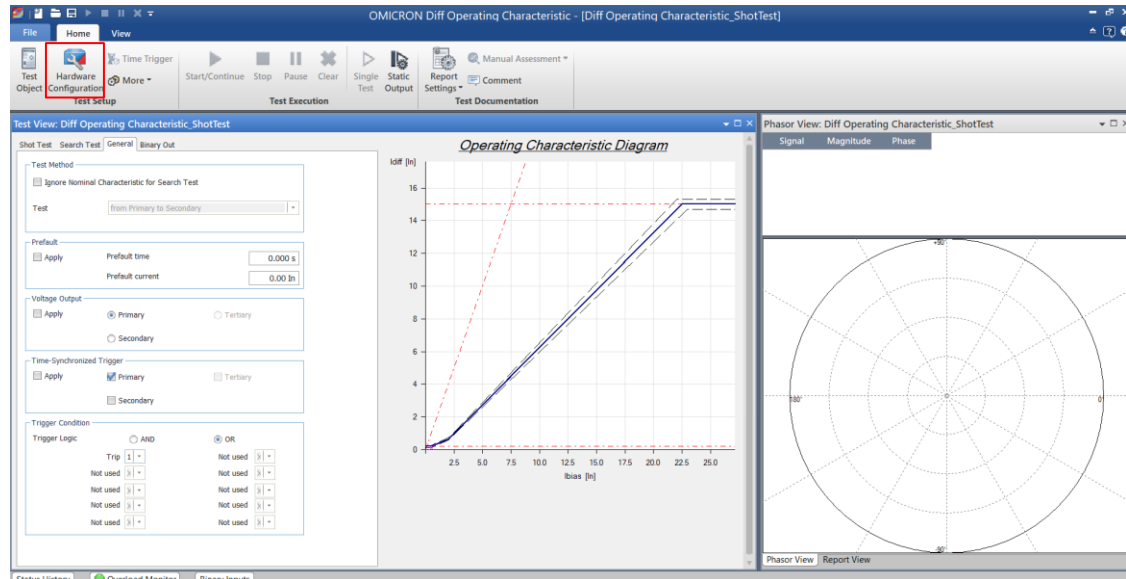 OMICRON Diff Operating Characteristic - [Diff Operating Characteristic_ShotTest]
File Home View
Test Object
Hardware Configuration
Time Trigger
More
Test Setup
Start/Continue Stop Pause Clear
Test Execution
Single Test
Static Output
Report Settings
Manual Assessment
Comment
Test Documentation
Test View: Diff Operating Characteristic_ShotTest
Shot Test Search Test General Binary Out
Test Method
Ignore Nominal Characteristic for Search Test
Test from Primary to Secondary
Prefault
Apply Prefault time 0.000 s
Prefault current 0.00 In
Voltage Output
Apply Primary Tertiary
Secondary
Time-Synchronized Trigger
Apply Primary Tertiary
Secondary
Trigger Condition
Trigger Logic AND OR
Trip 1 Not used X
Not used X Not used X
Not used X Not used X
Not used X Not used X
Not used X Not used X
Operating Characteristic Diagram
Idiff [In]
16
14
12
10
8
6
4
2
0
2.5 5.0 7.5 10.0 12.5 15.0 17.5 20.0 22.5 25.0
Ibias [In]
Phasor View: Diff Operating Characteristic_ShotTest
Signal Magnitude Phase
+90°
180° 0°
-90°
Phasor View Report View
Status History Overload Monitor Binary Inputs